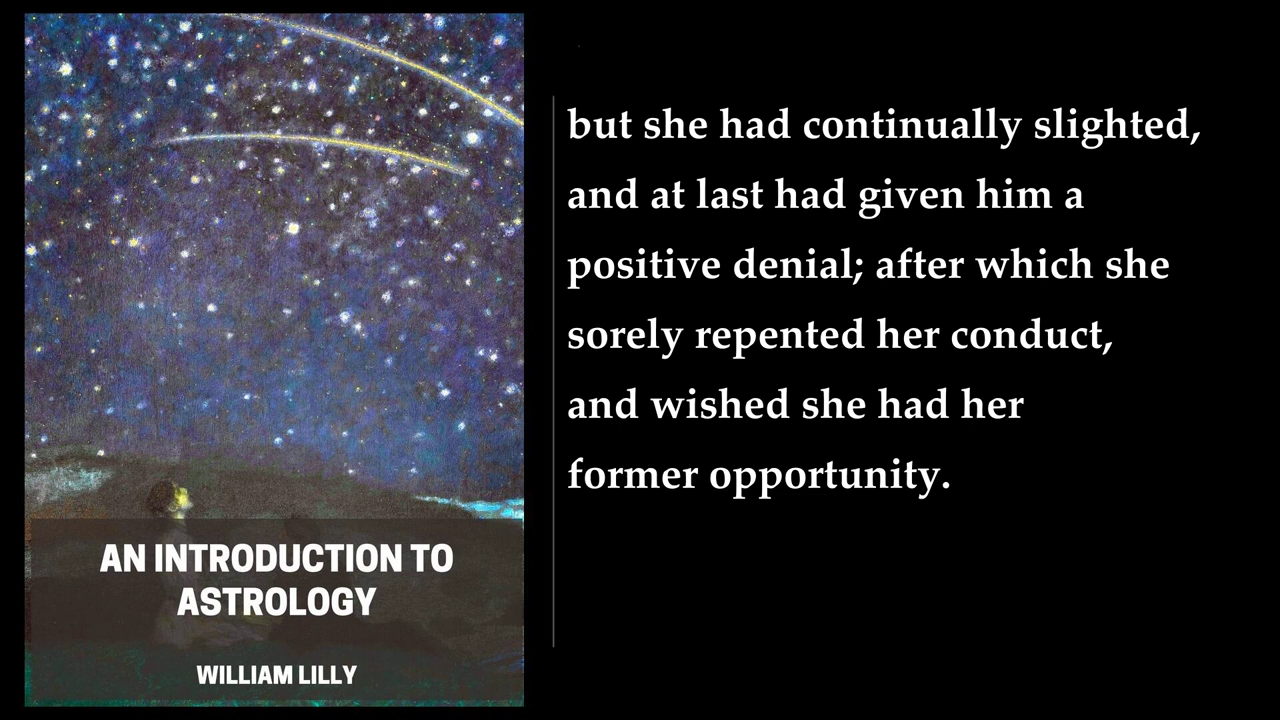 but she had continually slighted,
and at last had given him a
positive denial; after which she
sorely repented her conduct,
and wished she had her
former opportunity.
AN INTRODUCTION TO
ASTROLOGY
WILLIAM LILLY